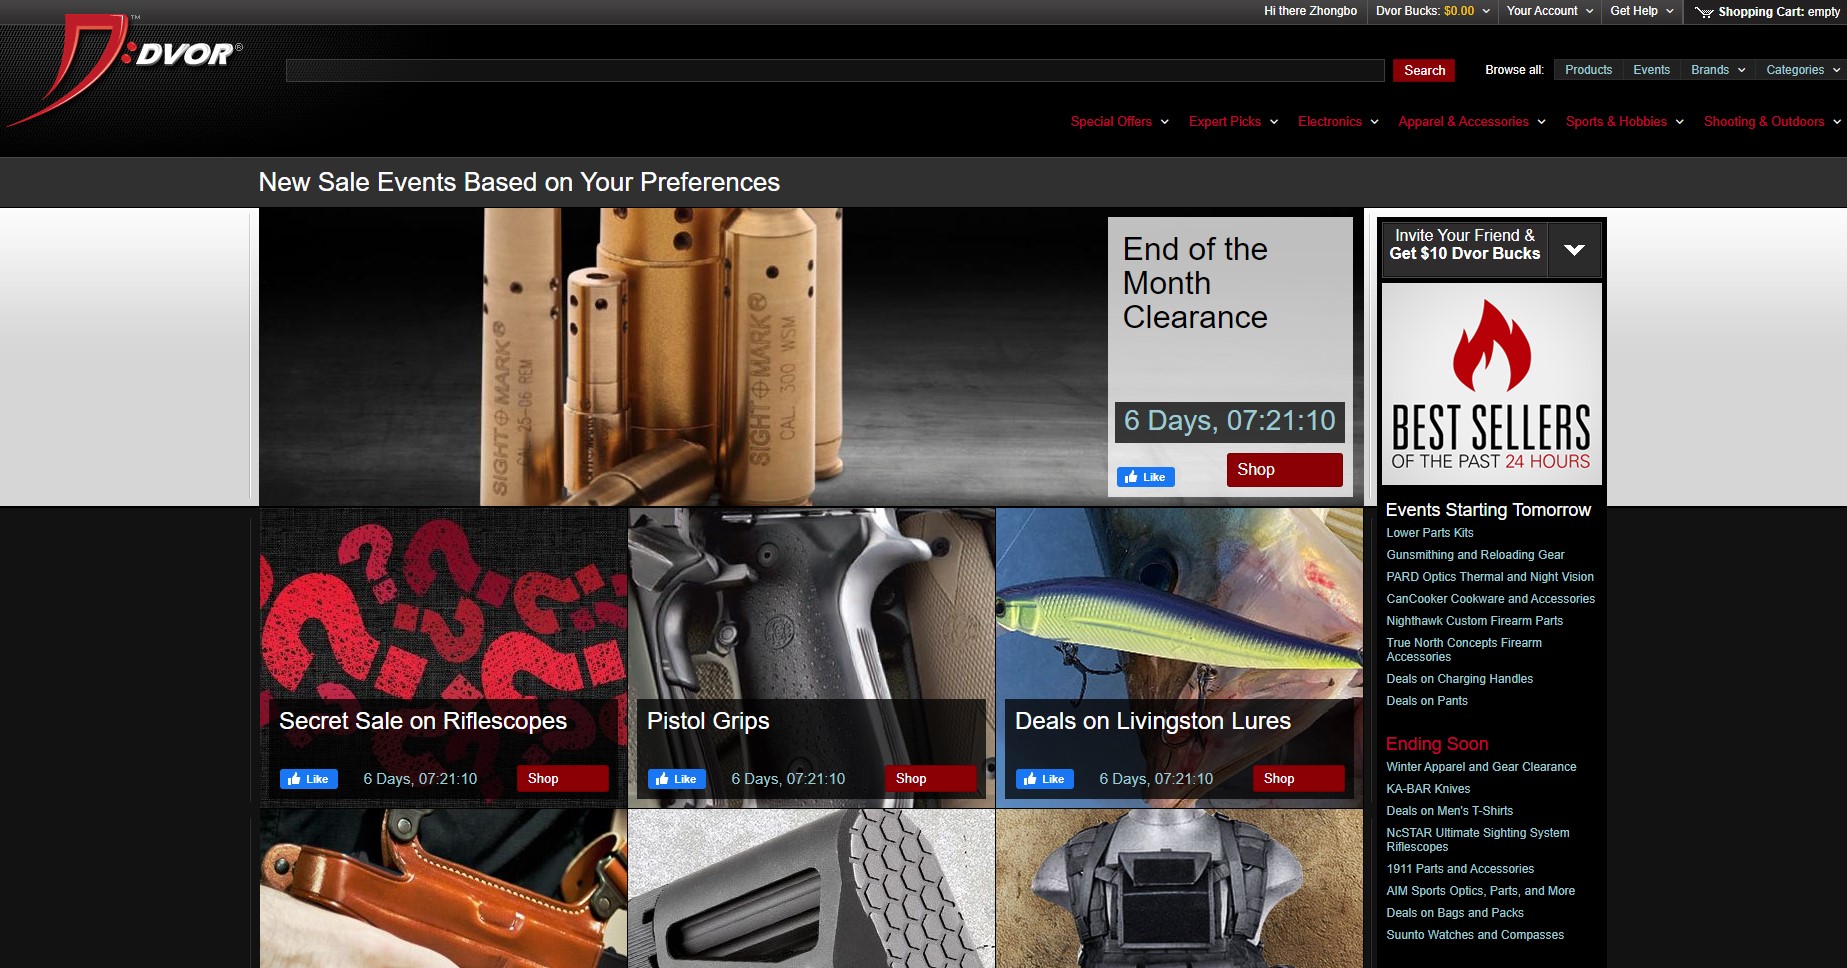 Hi there Zhongbo
Dvor Bucks: $0.00
Your Account
Get Help
Shopping Cart: empty
™
DVOR®
Search
Browse all:
Products
Events
Brands
Categories
Special Offers
Expert Picks
Electronics
Apparel & Accessories
Sports & Hobbies
Shooting & Outdoors
New Sale Events Based on Your Preferences
SIGHTMARK®
CAL. 25-06 REM
SIGHTMARK®
CAL. 300 WSM
End of the
Month
Clearance
6 Days, 07:21:10
Like
Shop
Invite Your Friend &
Get $10 Dvor Bucks
BEST SELLERS
OF THE PAST 24 HOURS
Secret Sale on Riflescopes
Like
6 Days, 07:21:10
Shop
Pistol Grips
Like
6 Days, 07:21:10
Shop
Deals on Livingston Lures
Like
6 Days, 07:21:10
Shop
Events Starting Tomorrow
Lower Parts Kits
Gunsmithing and Reloading Gear
PARD Optics Thermal and Night Vision
CanCooker Cookware and Accessories
Nighthawk Custom Firearm Parts
True North Concepts Firearm
Accessories
Deals on Charging Handles
Deals on Pants
Ending Soon
Winter Apparel and Gear Clearance
KA-BAR Knives
Deals on Men's T-Shirts
NcSTAR Ultimate Sighting System
Riflescopes
1911 Parts and Accessories
AIM Sports Optics, Parts, and More
Deals on Bags and Packs
Suunto Watches and Compasses